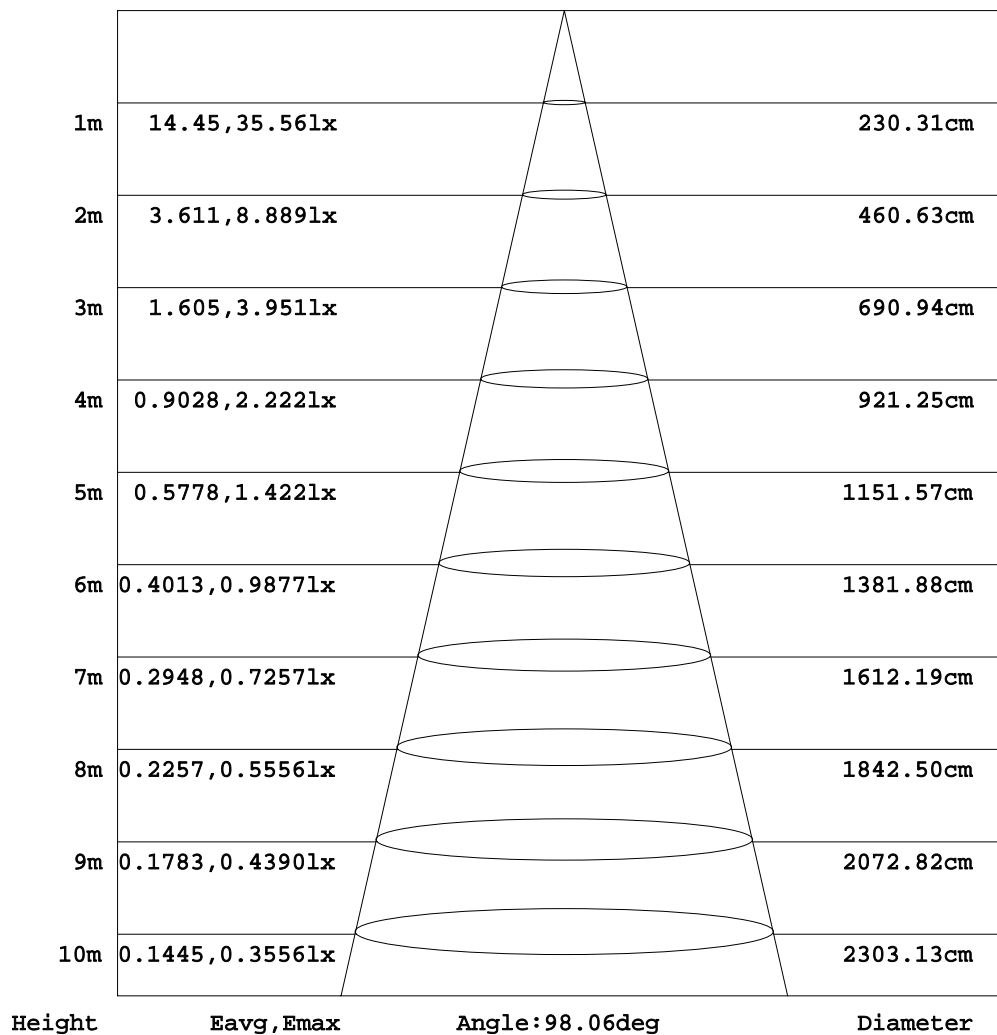 1m 14.45,35.56lx 230.31cm
2m 3.611,8.889lx 460.63cm
3m 1.605,3.951lx 690.94cm
4m 0.9028,2.222lx 921.25cm
5m 0.5778,1.422lx 1151.57cm
6m 0.4013,0.9877lx 1381.88cm
7m 0.2948,0.7257lx 1612.19cm
8m 0.2257,0.5556lx 1842.50cm
9m 0.1783,0.4390lx 2072.82cm
10m 0.1445,0.3556lx 2303.13cm
Height Eavg,Emax Angle:98.06deg Diameter